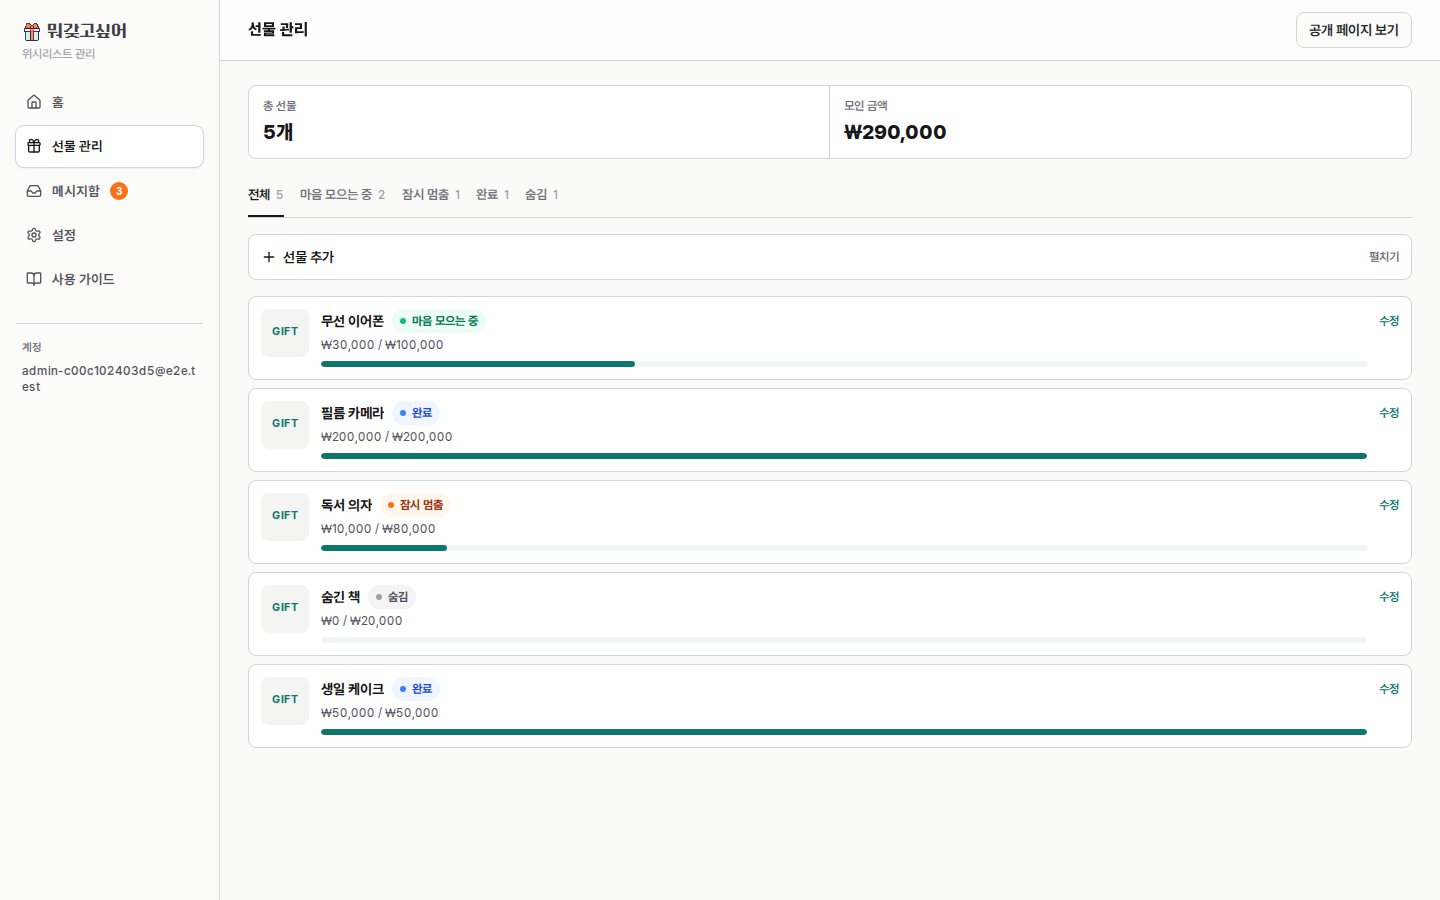 뭐갖고싶어
위시리스트 관리
홈
선물 관리
메시지함 3
설정
사용 가이드
계정
admin-c00c102403d5@e2e.t
est
선물 관리
공개 페이지 보기
총 선물
5개
모인 금액
₩290,000
전체 5 마음 모으는 중 2 잠시 멈춤 1 완료 1 숨김 1
선물 추가
펼치기
GIFT
무선 이어폰 마음 모으는 중
₩30,000 / ₩100,000
수정
GIFT
필름 카메라 완료
₩200,000 / ₩200,000
수정
GIFT
독서 의자 잠시 멈춤
₩10,000 / ₩80,000
수정
GIFT
숨긴 책 숨김
₩0 / ₩20,000
수정
GIFT
생일 케이크 완료
₩50,000 / ₩50,000
수정